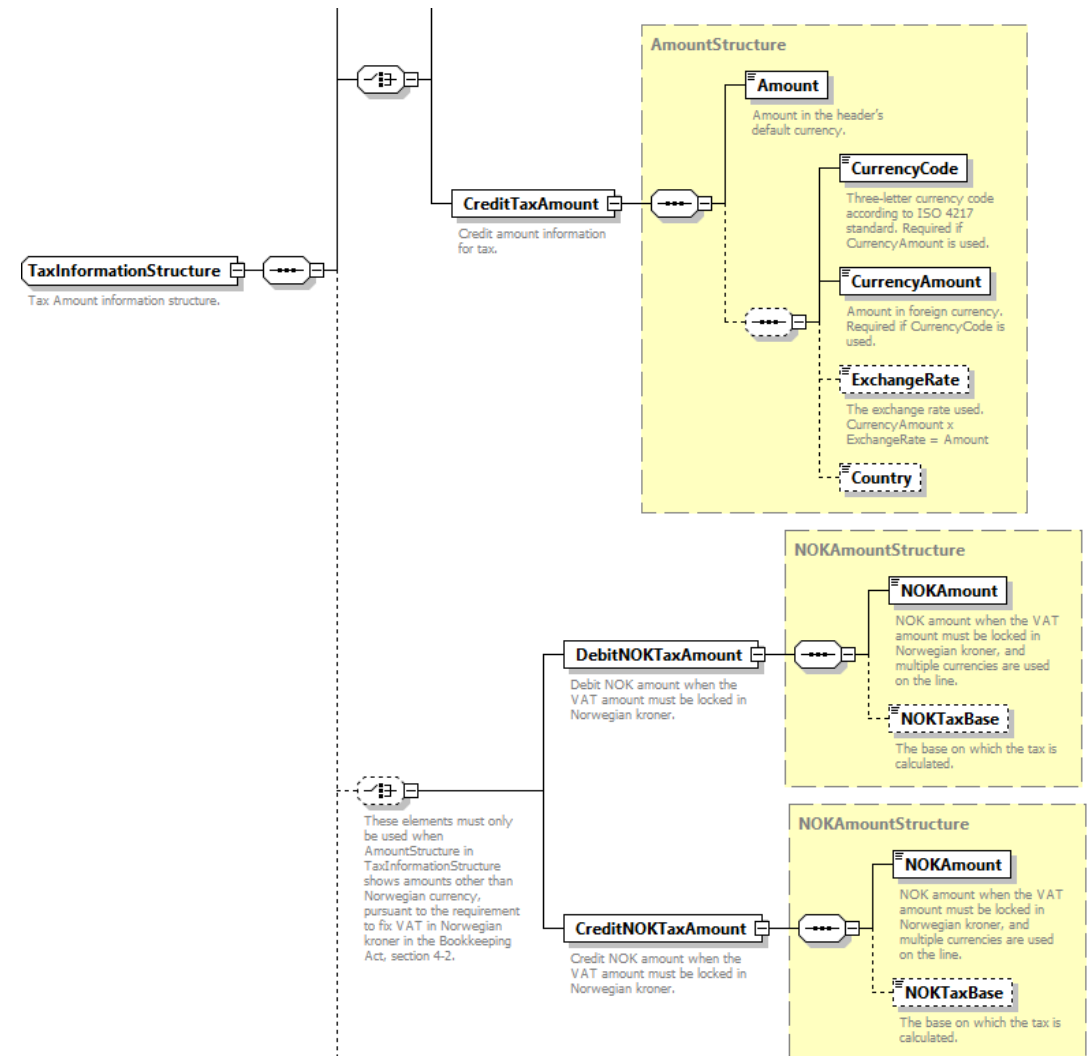 AmountStructure
Amount
Amount in the header's
default currency.
CurrencyCode
Three-letter currency code
according to ISO 4217
standard. Required if
CurrencyAmount is used.
CreditTaxAmount
Credit amount information
for tax.
TaxInformationStructure
Tax Amount information structure.
CurrencyAmount
Amount in foreign currency.
Required if CurrencyCode is
used.
ExchangeRate
The exchange rate used.
CurrencyAmount x
ExchangeRate = Amount
Country
NOKAmountStructure
NOKAmount
NOK amount when the VAT
amount must be locked in
Norwegian kroner, and
multiple currencies are used
on the line.
DebitNOKTaxAmount
Debit NOK amount when the
VAT amount must be locked in
Norwegian kroner.
NOKTaxBase
The base on which the tax is
calculated.
These elements must only
be used when
AmountStructure in
TaxInformationStructure
shows amounts other than
Norwegian currency,
pursuant to the requirement
to fix VAT in Norwegian
kroner in the Bookkeeping
Act, section 4-2.
NOKAmountStructure
NOKAmount
NOK amount when the VAT
amount must be locked in
Norwegian kroner, and
multiple currencies are used
on the line.
CreditNOKTaxAmount
Credit NOK amount when the
VAT amount must be locked in
Norwegian kroner.
NOKTaxBase
The base on which the tax is
calculated.